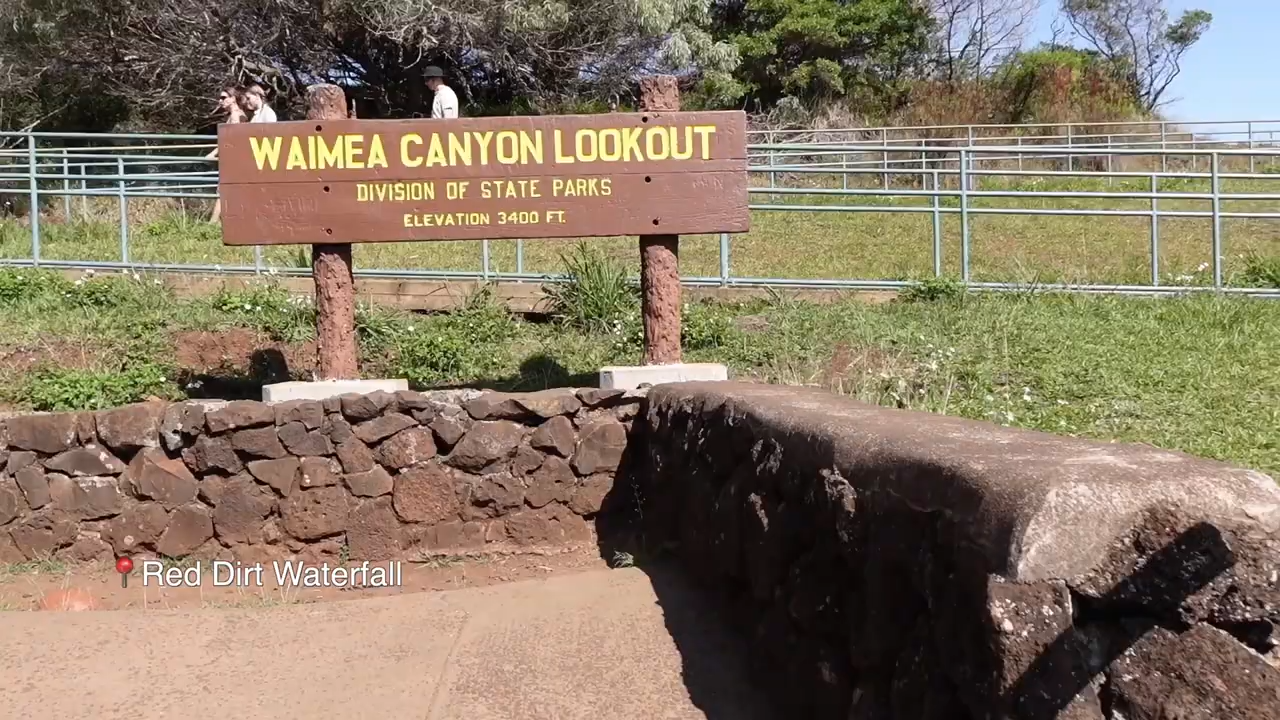 WAIMEA CANYON LOOKOUT
DIVISION OF STATE PARKS
ELEVATION 3400 FT.
Red Dirt Waterfall